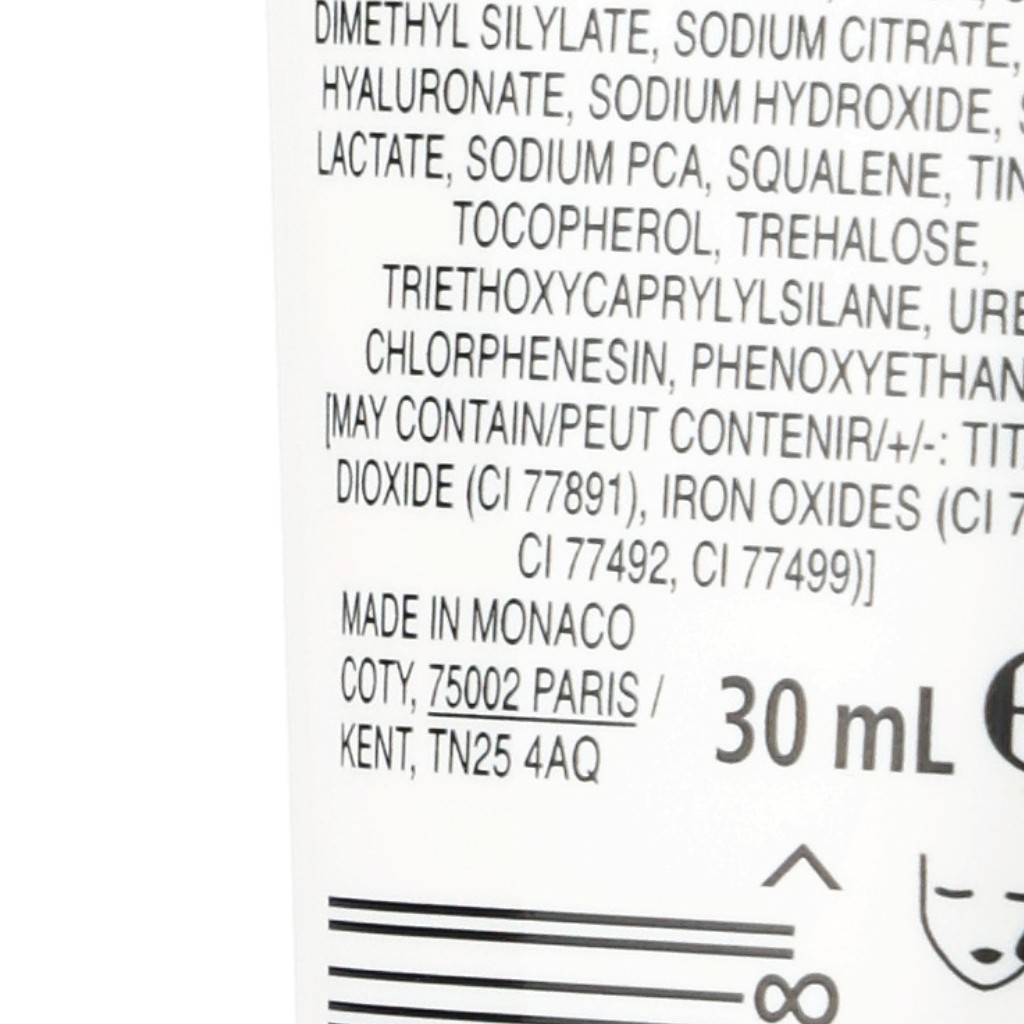 DIMETHYL SILYLATE, SODIUM CITRATE,
HYALURONATE, SODIUM HYDROXIDE,
LACTATE, SODIUM PCA, SQUALENE,
TOCOPHEROL, TREHALOSE,
TRIETHOXYCAPRYLYLSILANE,
CHLORPHENESIN,
[MAY CONTAIN/PEUT CONTENIR/+/-:
DIOXIDE (CI 77891), IRON OXIDES (CI
CI 77492, CI 77499)]
MADE IN MONACO
COTY, 75002 PARIS /
KENT, TN25 4AQ
30 mL
8